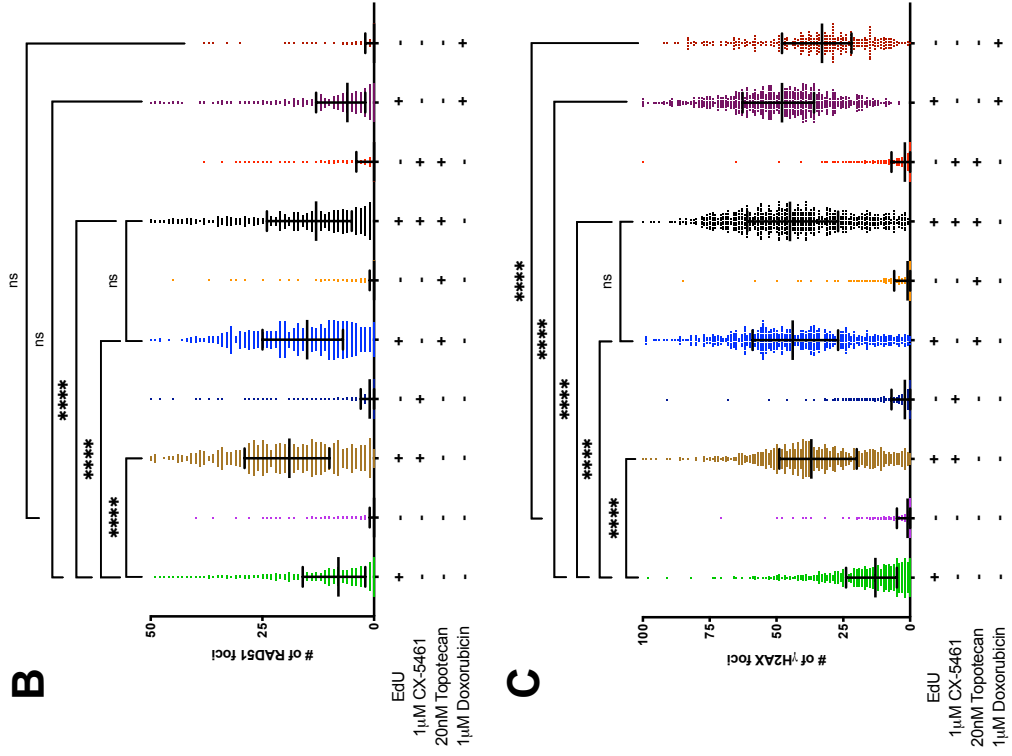 B
ns
****
****
**** ns
# of RAD51 foci
50
25
0
EdU + - + - + - + - + -
1μM CX-5461 - - + + - - + + - -
20nM Topotecan - - - - + + + + - -
1μM Doxorubicin - - - - - - - - + +
C
****
****
****
****
**** ns
# of γH2AX foci
100
75
50
25
0
EdU + - + - + - + - + -
1μM CX-5461 - - + + - - + + - -
20nM Topotecan - - - - + + + + - -
1μM Doxorubicin - - - - - - - - + +